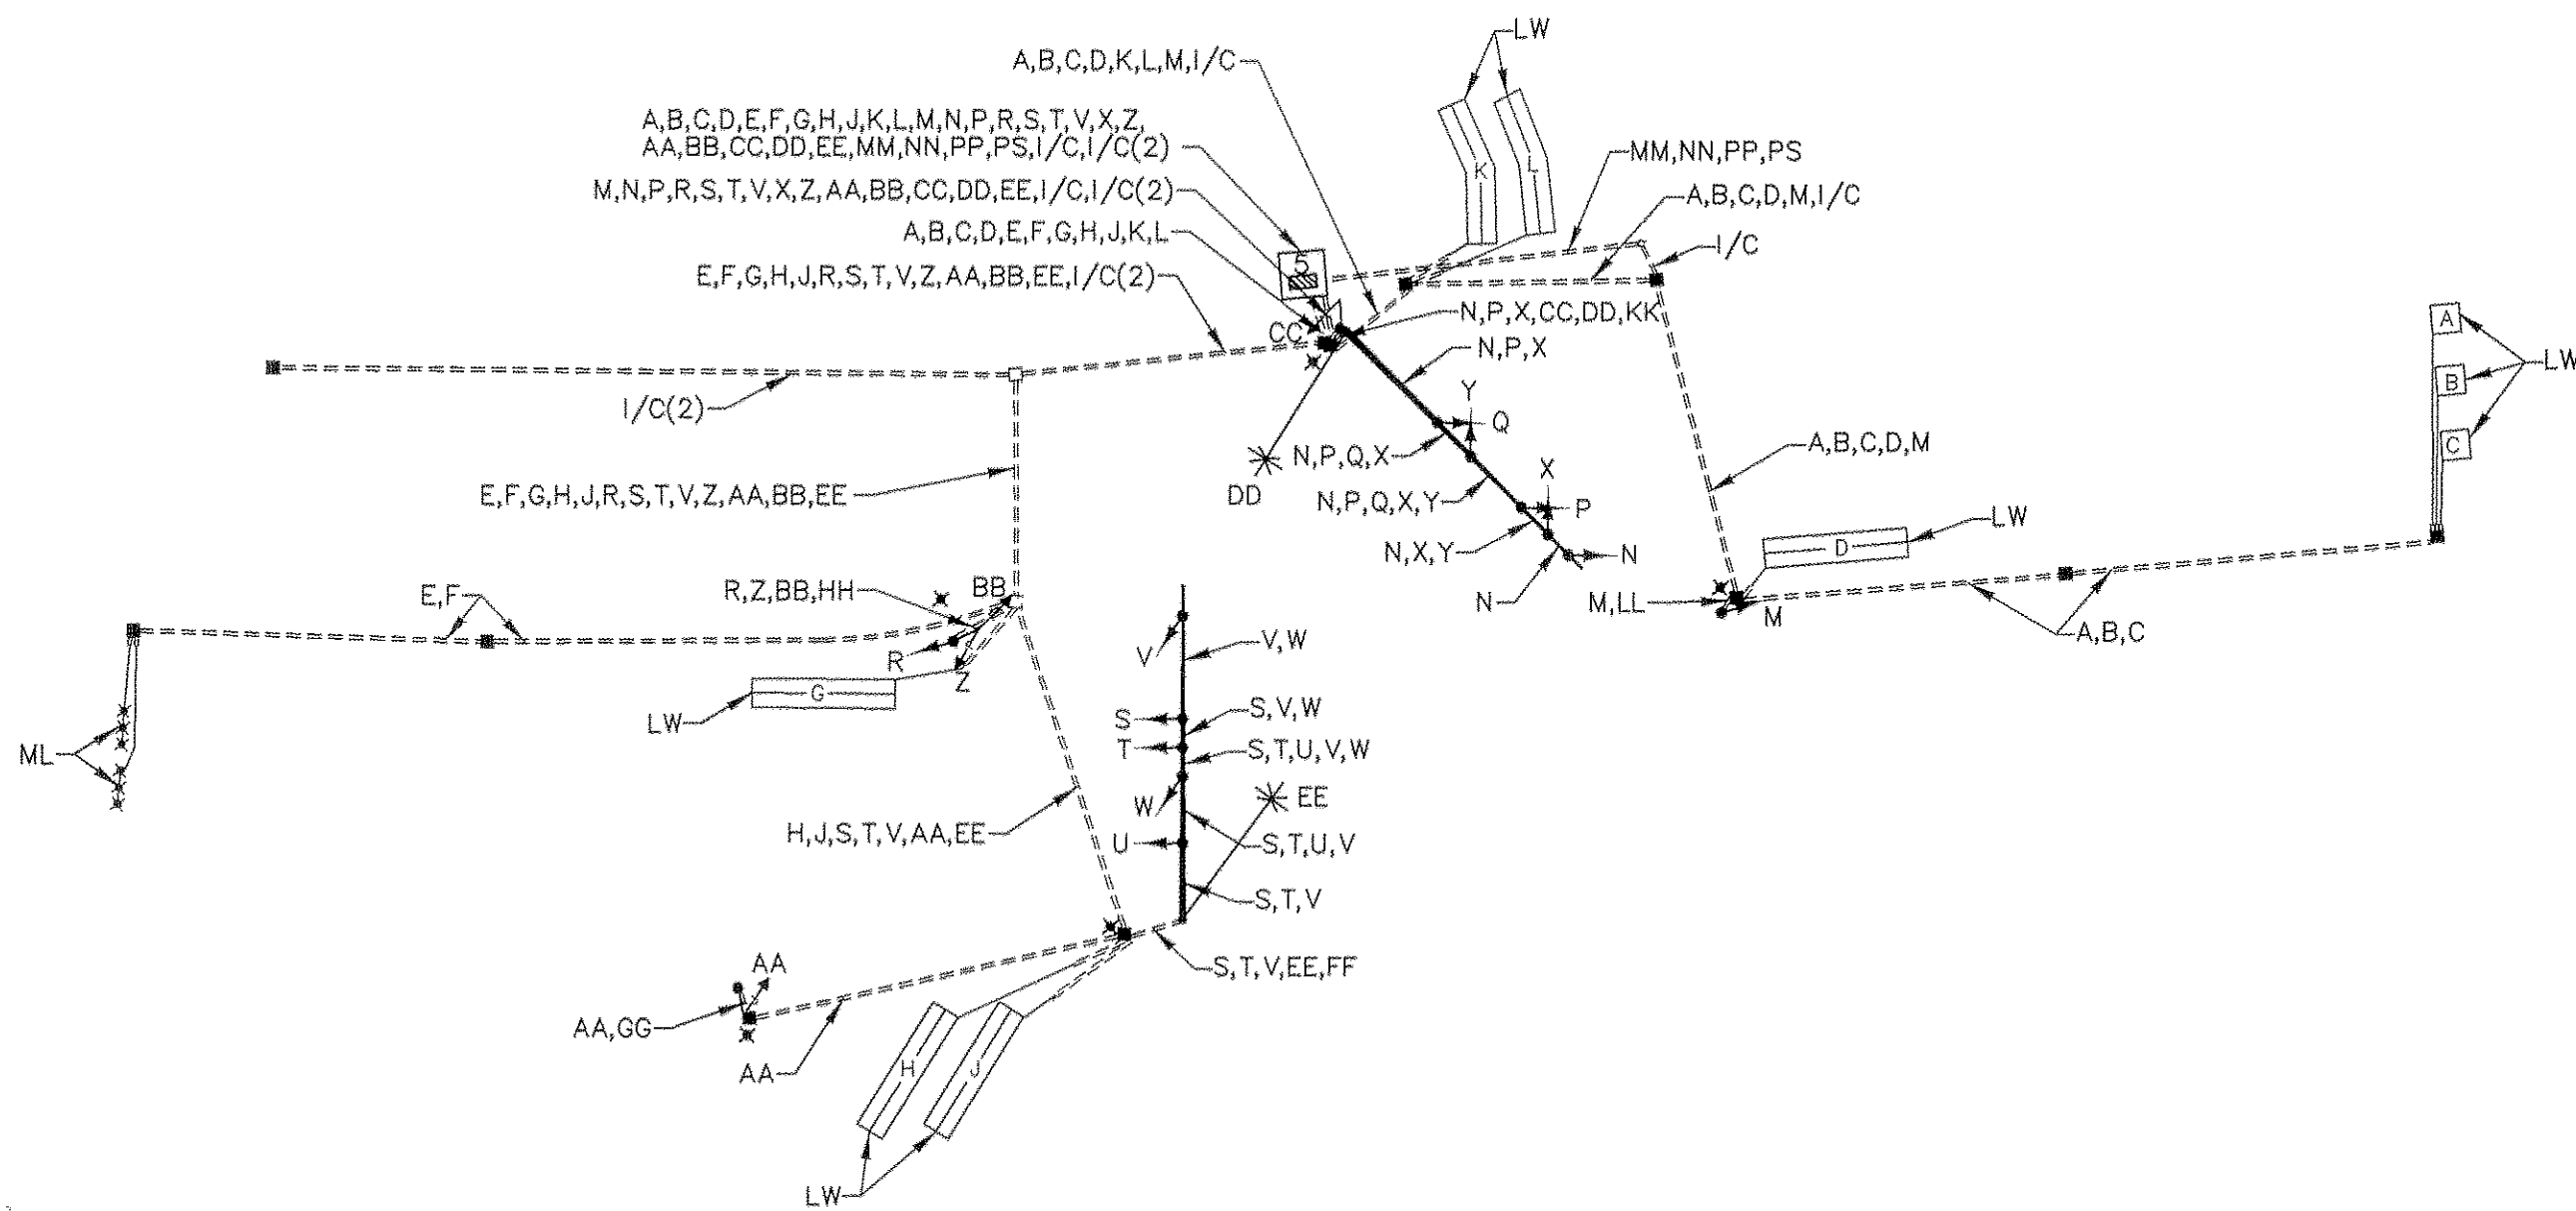 LW
A,B,C,D,K,L,M,I/C
A,B,C,D,E,F,G,H,J,K,L,M,N,P,R,S,T,V,X,Z,
AA,BB,CC,DD,EE,MM,NN,PP,PS,I/C,I/C(2)
MM,NN,PP,PS
K
L
M,N,P,R,S,T,V,X,Z,AA,BB,CC,DD,EE,I/C,I/C(2)
A,B,C,D,M,I/C
A,B,C,D,E,F,G,H,J,K,L
I/C
5
E,F,G,H,J,R,S,T,V,Z,AA,BB,EE,I/C(2)
N,P,X,CC,DD,KK
A
CC
N,P,X
LW
B
I/C(2)
Y
Q
A,B,C,D,M
C
N,P,Q,X
X
DD
E,F,G,H,J,R,S,T,V,Z,AA,BB,EE
N,P,Q,X,Y
P
LW
N,X,Y
N
D
BB
R,Z,BB,HH
E,F
N
M,LL
M
A,B,C
R
V
V,W
Z
G
LW
S
S,V,W
T
S,T,U,V,W
ML
W
EE
H,J,S,T,V,AA,EE
U
S,T,U,V
S,T,V
AA
S,T,V,EE,FF
AA,GG
AA
H
J
LW